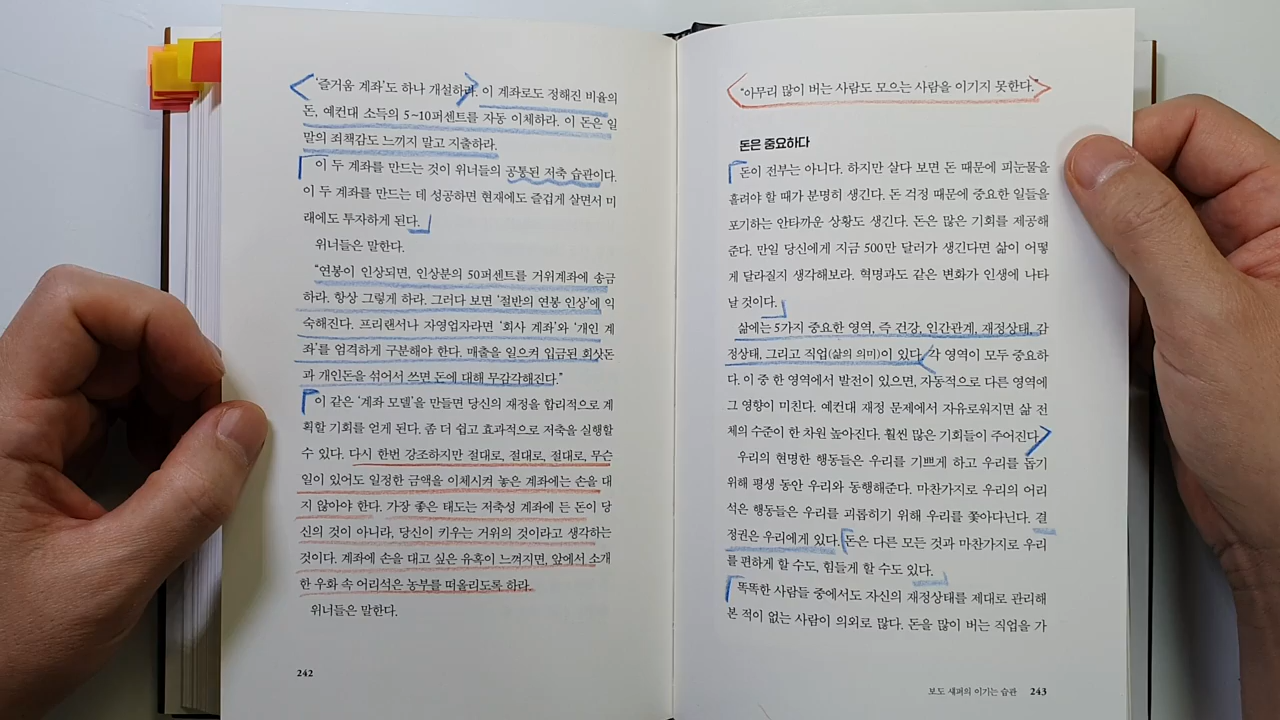 '즐거움 계좌'도 하나 개설하라. 이 계좌로도 정해진 비율의
돈, 예컨대 소득의 5~10퍼센트를 자동 이체하라. 이 돈은 일
말의 죄책감도 느끼지 말고 지출하라.
이 두 계좌를 만드는 것이 위너들의 공통된 저축 습관이다.
이 두 계좌를 만드는 데 성공하면 현재에도 즐겁게 살면서 미
래에도 투자하게 된다.
위너들은 말한다.
"연봉이 인상되면, 인상분의 50퍼센트를 거위계좌에 송금
하라. 항상 그렇게 하라. 그러다 보면 '절반의 연봉 인상'에 익
숙해진다. 프리랜서나 자영업자라면 '회사 계좌'와 '개인 계
좌'를 엄격하게 구분해야 한다. 매출을 일으켜 입금된 회삿돈
과 개인돈을 섞어서 쓰면 돈에 대해 무감각해진다."
이 같은 '계좌 모델'을 만들면 당신의 재정을 합리적으로 계
획할 기회를 얻게 된다. 좀 더 쉽고 효과적으로 저축을 실행할
수 있다. 다시 한번 강조하지만 절대로, 절대로, 절대로, 무슨
일이 있어도 일정한 금액을 이체시켜 놓은 계좌에는 손을 대
지 않아야 한다. 가장 좋은 태도는 저축성 계좌에 든 돈이 당
신의 것이 아니라, 당신이 키우는 거위의 것이라고 생각하는
것이다. 계좌에 손을 대고 싶은 유혹이 느껴지면, 앞에서 소개
한 우화 속 어리석은 농부를 떠올리도록 하라.
위너들은 말한다.
242
"아무리 많이 버는 사람도 모으는 사람을 이기지 못한다."
돈은 중요하다
돈이 전부는 아니다. 하지만 살다 보면 돈 때문에 피눈물을
흘려야 할 때가 분명히 생긴다. 돈 걱정 때문에 중요한 일들을
포기하는 안타까운 상황도 생긴다. 돈은 많은 기회를 제공해
준다. 만일 당신에게 지금 500만 달러가 생긴다면 삶이 어떻
게 달라질지 생각해보라. 혁명과도 같은 변화가 인생에 나타
날 것이다.
삶에는 5가지 중요한 영역, 즉 건강, 인간관계, 재정상태, 감
정상태, 그리고 직업(삶의 의미)이 있다. 각 영역이 모두 중요하
다. 이 중 한 영역에서 발전이 있으면, 자동적으로 다른 영역에
그 영향이 미친다. 예컨대 재정 문제에서 자유로워지면 삶 전
체의 수준이 한 차원 높아진다. 훨씬 많은 기회들이 주어진다.
우리의 현명한 행동들은 우리를 기쁘게 하고 우리를 돕기
위해 평생 동안 우리와 동행해준다. 마찬가지로 우리의 어리
석은 행동들은 우리를 괴롭히기 위해 우리를 쫓아다닌다. 결
정권은 우리에게 있다. 돈은 다른 모든 것과 마찬가지로 우리
를 편하게 할 수도, 힘들게 할 수도 있다.
똑똑한 사람들 중에서도 자신의 재정상태를 제대로 관리해
본 적이 없는 사람이 의외로 많다. 돈을 많이 버는 직업을 가
보도 섀퍼의 이기는 습관 243